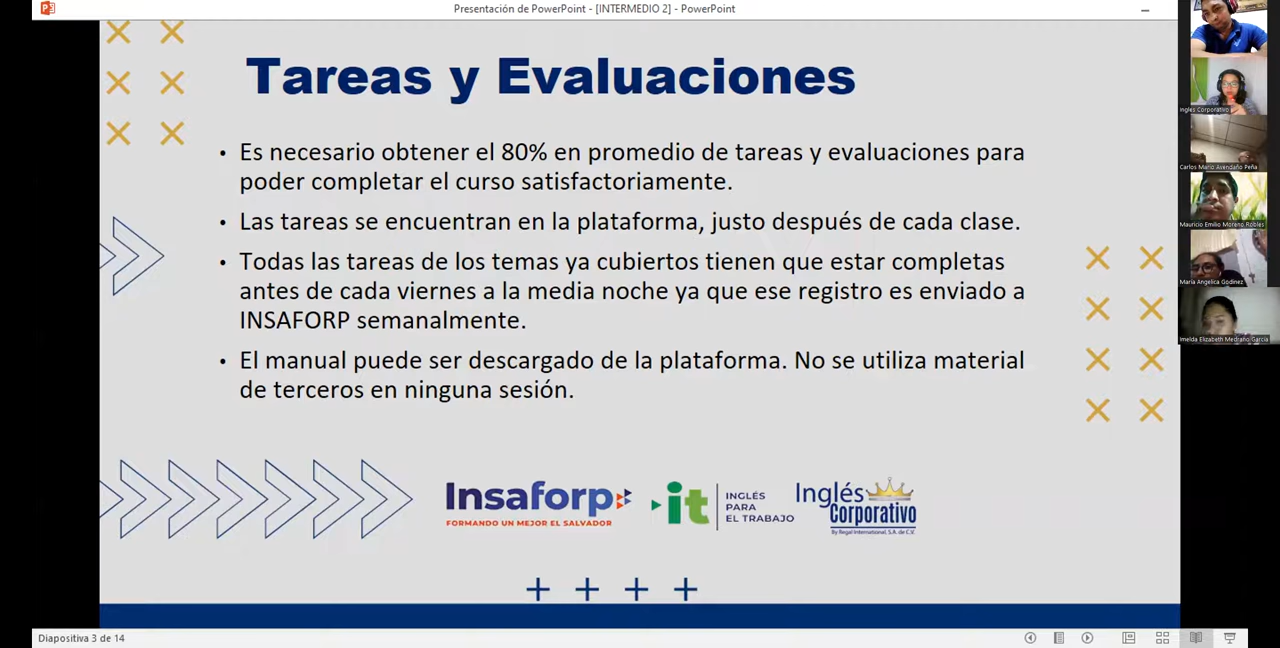 Presentación de PowerPoint - [INTERMEDIO 2] - PowerPoint
Tareas y Evaluaciones
• Es necesario obtener el 80% en promedio de tareas y evaluaciones para
poder completar el curso satisfactoriamente.
• Las tareas se encuentran en la plataforma, justo después de cada clase.
• Todas las tareas de los temas ya cubiertos tienen que estar completas
antes de cada viernes a la media noche ya que ese registro es enviado a
INSAFORP semanalmente.
• El manual puede ser descargado de la plataforma. No se utiliza material
de terceros en ninguna sesión.
Insaforp
FORMANDO UN MEJOR EL SALVADOR
it
INGLÉS
PARA
EL TRABAJO
Inglés
Corporativo
By Regal International, S.A. de C.V.
Diapositiva 3 de 14
Ingles Corporativo
Carlos Mario Avendaño Peña
Mauricio Emilio Moreno Robles
Maria Angelica Godinez
Imelda Elizabeth Medrano Garcia